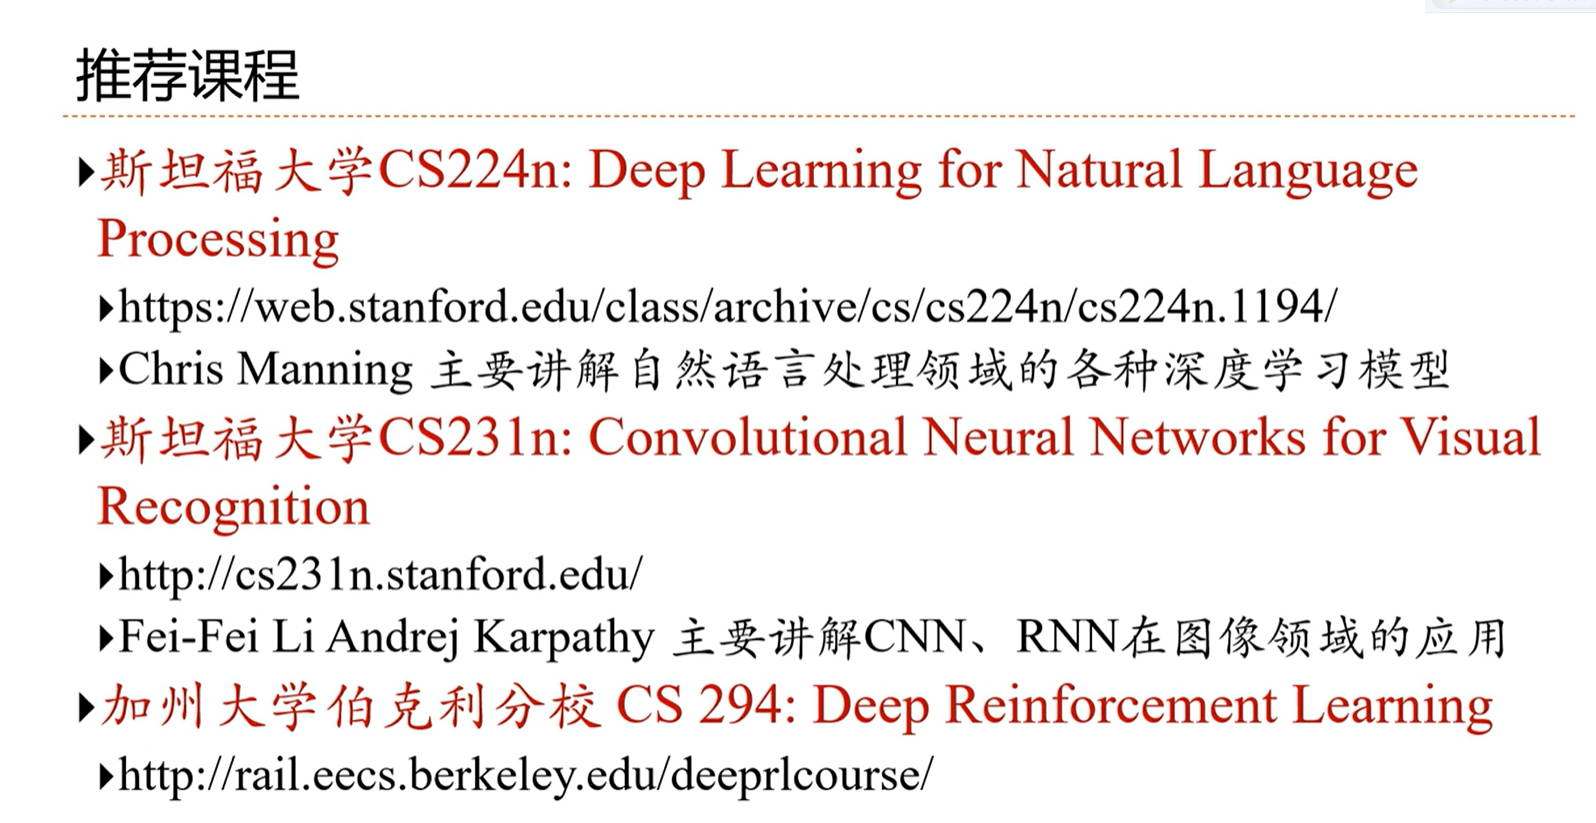 推荐课程
斯坦福大学CS224n: Deep Learning for Natural Language
Processing
https://web.stanford.edu/class/archive/cs/cs224n/cs224n.1194/
Chris Manning 主要讲解自然语言处理领域的各种深度学习模型
斯坦福大学CS231n: Convolutional Neural Networks for Visual
Recognition
http://cs231n.stanford.edu/
Fei-Fei Li Andrej Karpathy 主要讲解CNN、RNN在图像领域的应用
加州大学伯克利分校 CS 294: Deep Reinforcement Learning
http://rail.eecs.berkeley.edu/deeprlcourse/